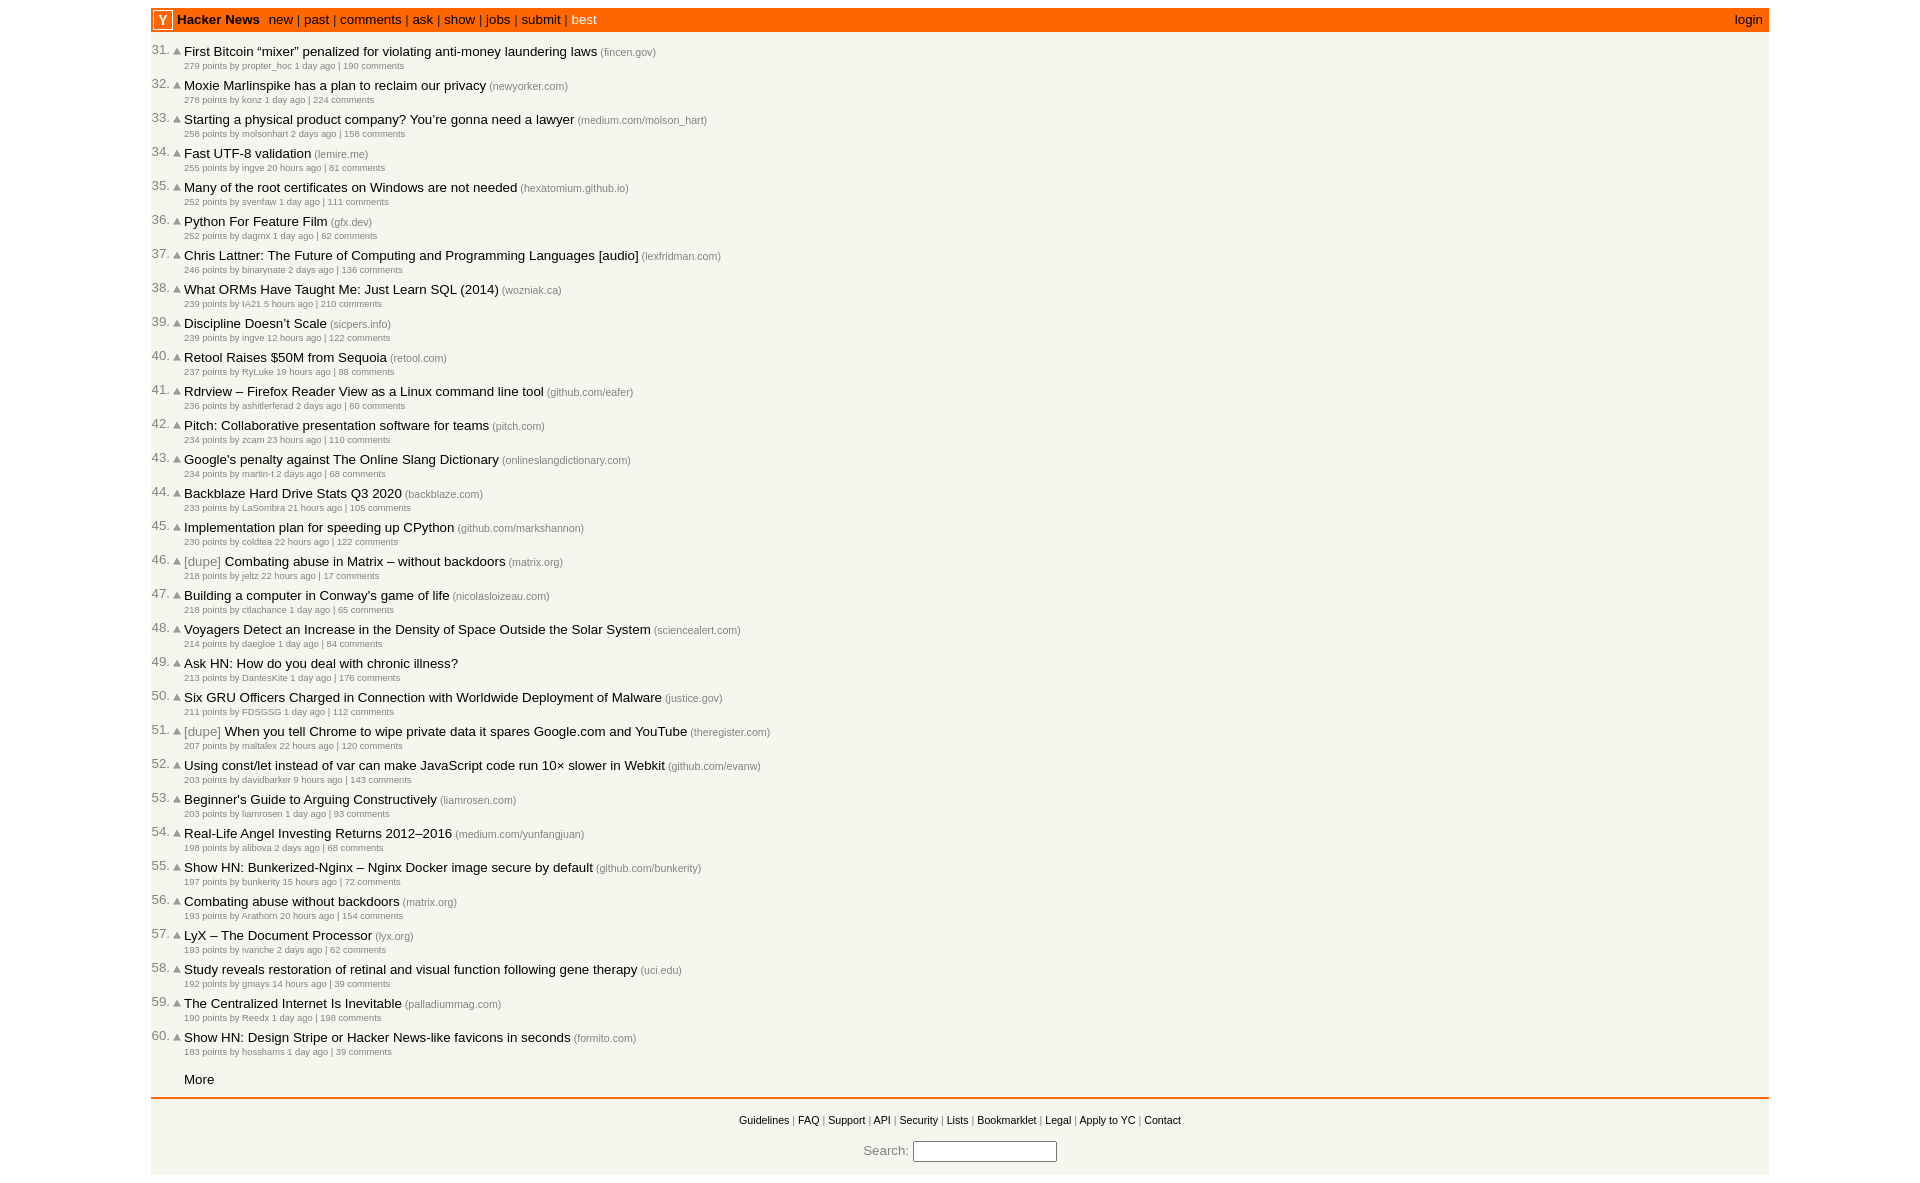 Y Hacker News new | past | comments | ask | show | jobs | submit | best login
31. First Bitcoin “mixer” penalized for violating anti-money laundering laws (fincen.gov)
279 points by propter_hoc 1 day ago | 190 comments
32. Moxie Marlinspike has a plan to reclaim our privacy (newyorker.com)
278 points by konz 1 day ago | 224 comments
33. Starting a physical product company? You’re gonna need a lawyer (medium.com/molson_hart)
258 points by molsonhart 2 days ago | 158 comments
34. Fast UTF-8 validation (lemire.me)
255 points by ingve 20 hours ago | 81 comments
35. Many of the root certificates on Windows are not needed (hexatomium.github.io)
252 points by svenfaw 1 day ago | 111 comments
36. Python For Feature Film (gfx.dev)
252 points by dagmx 1 day ago | 62 comments
37. Chris Lattner: The Future of Computing and Programming Languages [audio] (lexfridman.com)
246 points by binarynate 2 days ago | 136 comments
38. What ORMs Have Taught Me: Just Learn SQL (2014) (wozniak.ca)
239 points by IA21 5 hours ago | 210 comments
39. Discipline Doesn’t Scale (sicpers.info)
239 points by ingve 12 hours ago | 122 comments
40. Retool Raises $50M from Sequoia (retool.com)
237 points by RyLuke 19 hours ago | 88 comments
41. Rdrview – Firefox Reader View as a Linux command line tool (github.com/eafer)
236 points by ashitlerferad 2 days ago | 60 comments
42. Pitch: Collaborative presentation software for teams (pitch.com)
234 points by zcam 23 hours ago | 110 comments
43. Google's penalty against The Online Slang Dictionary (onlineslangdictionary.com)
234 points by martin-t 2 days ago | 68 comments
44. Backblaze Hard Drive Stats Q3 2020 (backblaze.com)
233 points by LaSombra 21 hours ago | 105 comments
45. Implementation plan for speeding up CPython (github.com/markshannon)
230 points by coldtea 22 hours ago | 122 comments
46. [dupe] Combating abuse in Matrix – without backdoors (matrix.org)
218 points by jeltz 22 hours ago | 17 comments
47. Building a computer in Conway's game of life (nicolasloizeau.com)
218 points by ctlachance 1 day ago | 65 comments
48. Voyagers Detect an Increase in the Density of Space Outside the Solar System (sciencealert.com)
214 points by daegloe 1 day ago | 84 comments
49. Ask HN: How do you deal with chronic illness?
213 points by DantesKite 1 day ago | 176 comments
50. Six GRU Officers Charged in Connection with Worldwide Deployment of Malware (justice.gov)
211 points by FDSGSG 1 day ago | 112 comments
51. [dupe] When you tell Chrome to wipe private data it spares Google.com and YouTube (theregister.com)
207 points by maltalex 22 hours ago | 120 comments
52. Using const/let instead of var can make JavaScript code run 10× slower in Webkit (github.com/evanw)
203 points by davidbarker 9 hours ago | 143 comments
53. Beginner's Guide to Arguing Constructively (liamrosen.com)
203 points by liamrosen 1 day ago | 93 comments
54. Real-Life Angel Investing Returns 2012–2016 (medium.com/yunfangjuan)
198 points by alibova 2 days ago | 68 comments
55. Show HN: Bunkerized-Nginx – Nginx Docker image secure by default (github.com/bunkerity)
197 points by bunkerity 15 hours ago | 72 comments
56. Combating abuse without backdoors (matrix.org)
193 points by Arathorn 20 hours ago | 154 comments
57. LyX – The Document Processor (lyx.org)
193 points by ivanche 2 days ago | 62 comments
58. Study reveals restoration of retinal and visual function following gene therapy (uci.edu)
192 points by gmays 14 hours ago | 39 comments
59. The Centralized Internet Is Inevitable (palladiummag.com)
190 points by Reedx 1 day ago | 198 comments
60. Show HN: Design Stripe or Hacker News-like favicons in seconds (formito.com)
183 points by hosshams 1 day ago | 39 comments
More
Guidelines | FAQ | Support | API | Security | Lists | Bookmarklet | Legal | Apply to YC | Contact
Search: